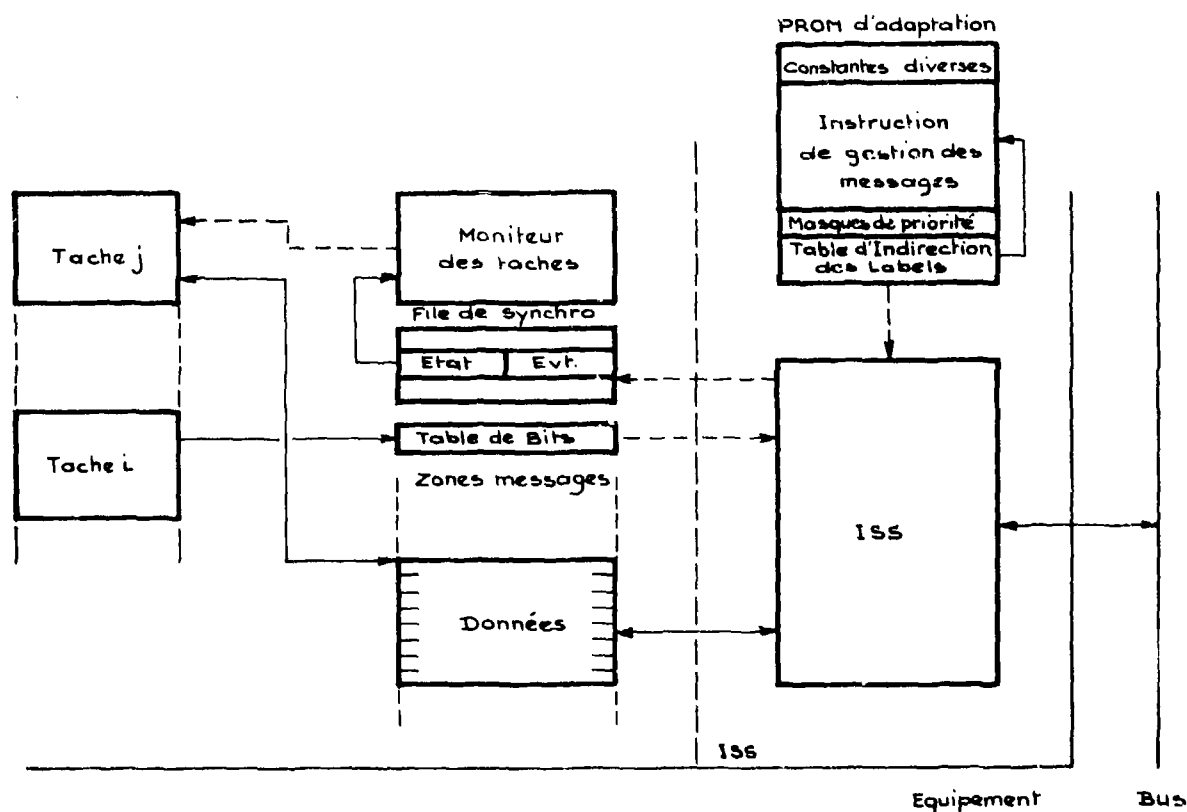 PROM d'adaptation
Constantes diverses
Instruction
de gestion des
messages
Masques de priorité
Table d'Indirection
des Labels
Tache j
Moniteur
des taches
File de synchro
Etat
Evt.
Table de Bits
Tache i
Zones messages
ISS
Données
ISS
Equipement
Bus